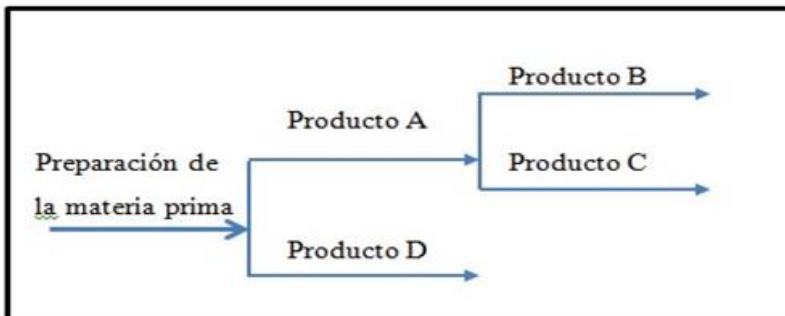 Producto B
Producto A
Preparación de
Producto C
la materia prima
Producto D